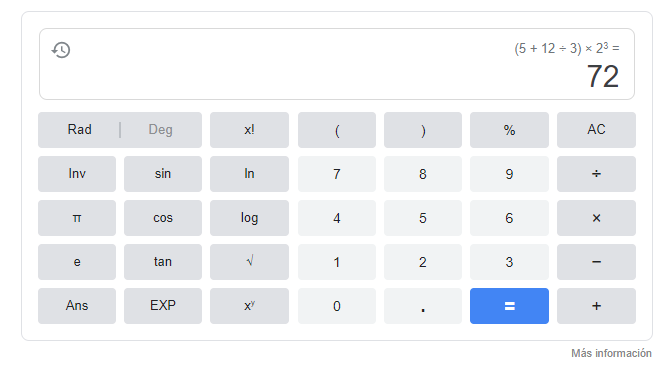 (5 + 12 ÷ 3) × 2³ =
72
Rad | Deg x! ( ) % AC
Inv sin ln 7 8 9 ÷
π cos log 4 5 6 ×
e tan √ 1 2 3 −
Ans EXP xʸ 0 . = +
Más información